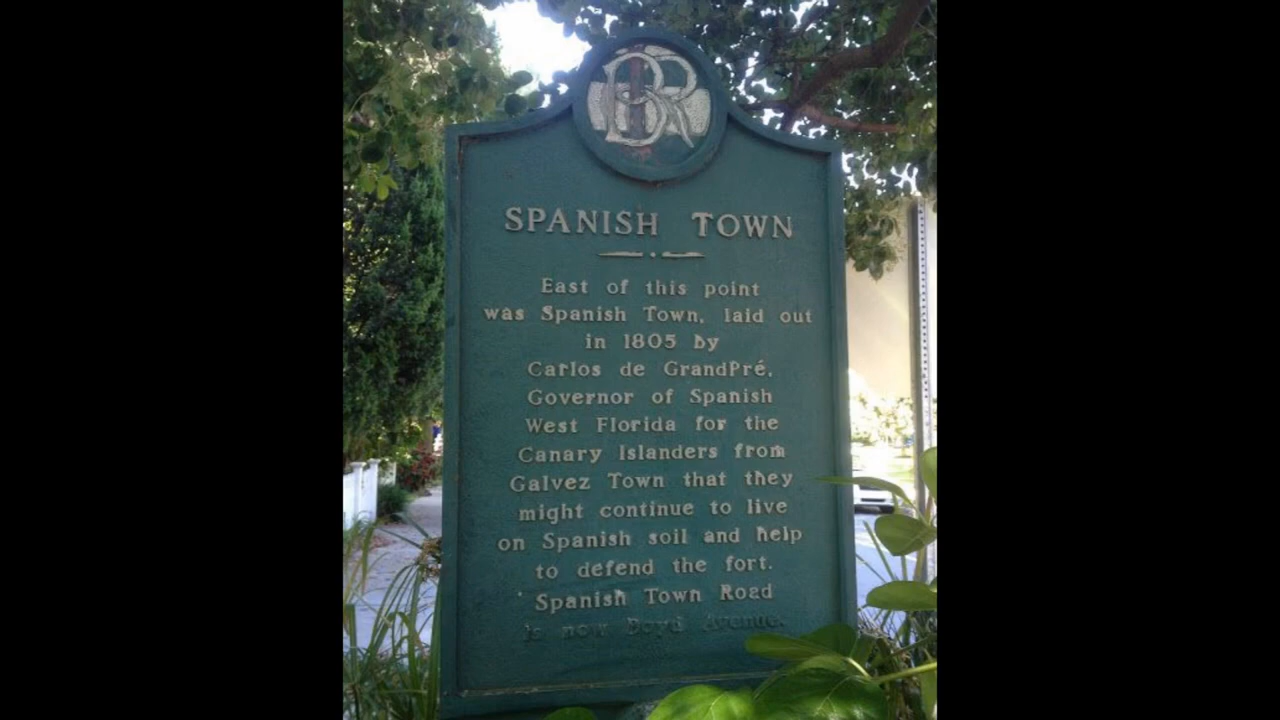 BR
SPANISH TOWN
East of this point
was Spanish Town, laid out
in 1805 by
Carlos de GrandPré,
Governor of Spanish
West Florida for the
Canary Islanders from
Galvez Town that they
might continue to live
on Spanish soil and help
to defend the fort.
Spanish Town Road
is now Boyd Avenue.